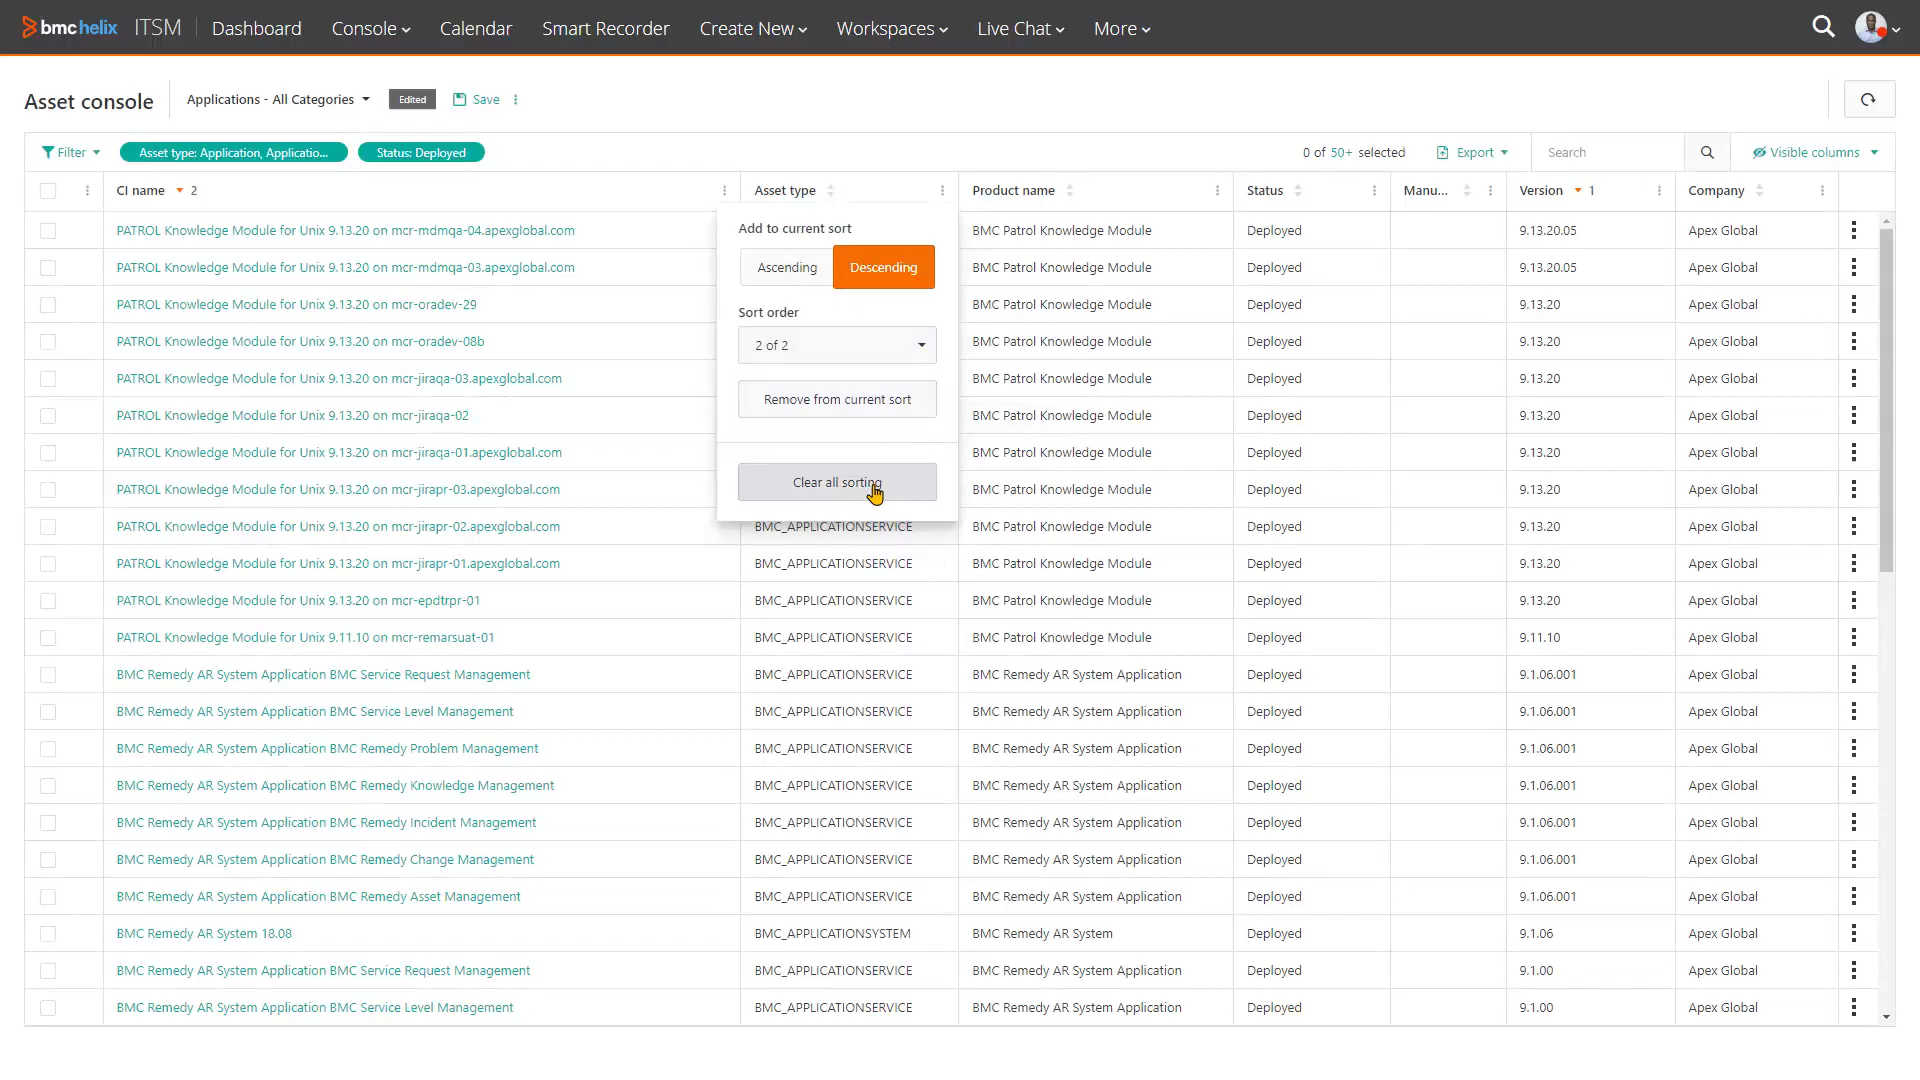 bmc helix ITSM Dashboard Console Calendar Smart Recorder Create New Workspaces Live Chat More
Asset console Applications - All Categories Edited Save
Filter Asset type: Application, Applicatio... Status: Deployed 0 of 50+ selected Export Search Visible columns
CI name 2 Asset type Product name Status Manu... Version 1 Company
PATROL Knowledge Module for Unix 9.13.20 on mcr-mdmqa-04.apexglobal.com BMC Patrol Knowledge Module Deployed 9.13.20.05 Apex Global
PATROL Knowledge Module for Unix 9.13.20 on mcr-mdmqa-03.apexglobal.com BMC Patrol Knowledge Module Deployed 9.13.20.05 Apex Global
PATROL Knowledge Module for Unix 9.13.20 on mcr-oradev-29 BMC Patrol Knowledge Module Deployed 9.13.20 Apex Global
PATROL Knowledge Module for Unix 9.13.20 on mcr-oradev-08b BMC Patrol Knowledge Module Deployed 9.13.20 Apex Global
PATROL Knowledge Module for Unix 9.13.20 on mcr-jiraqa-03.apexglobal.com BMC Patrol Knowledge Module Deployed 9.13.20 Apex Global
PATROL Knowledge Module for Unix 9.13.20 on mcr-jiraqa-02 BMC Patrol Knowledge Module Deployed 9.13.20 Apex Global
PATROL Knowledge Module for Unix 9.13.20 on mcr-jiraqa-01.apexglobal.com BMC Patrol Knowledge Module Deployed 9.13.20 Apex Global
PATROL Knowledge Module for Unix 9.13.20 on mcr-jirapr-03.apexglobal.com BMC Patrol Knowledge Module Deployed 9.13.20 Apex Global
PATROL Knowledge Module for Unix 9.13.20 on mcr-jirapr-02.apexglobal.com BMC_APPLICATIONSERVICE BMC Patrol Knowledge Module Deployed 9.13.20 Apex Global
PATROL Knowledge Module for Unix 9.13.20 on mcr-jirapr-01.apexglobal.com BMC_APPLICATIONSERVICE BMC Patrol Knowledge Module Deployed 9.13.20 Apex Global
PATROL Knowledge Module for Unix 9.13.20 on mcr-epdtrpr-01 BMC_APPLICATIONSERVICE BMC Patrol Knowledge Module Deployed 9.13.20 Apex Global
PATROL Knowledge Module for Unix 9.11.10 on mcr-remarsuat-01 BMC_APPLICATIONSERVICE BMC Patrol Knowledge Module Deployed 9.11.10 Apex Global
BMC Remedy AR System Application BMC Service Request Management BMC_APPLICATIONSERVICE BMC Remedy AR System Application Deployed 9.1.06.001 Apex Global
BMC Remedy AR System Application BMC Service Level Management BMC_APPLICATIONSERVICE BMC Remedy AR System Application Deployed 9.1.06.001 Apex Global
BMC Remedy AR System Application BMC Remedy Problem Management BMC_APPLICATIONSERVICE BMC Remedy AR System Application Deployed 9.1.06.001 Apex Global
BMC Remedy AR System Application BMC Remedy Knowledge Management BMC_APPLICATIONSERVICE BMC Remedy AR System Application Deployed 9.1.06.001 Apex Global
BMC Remedy AR System Application BMC Remedy Incident Management BMC_APPLICATIONSERVICE BMC Remedy AR System Application Deployed 9.1.06.001 Apex Global
BMC Remedy AR System Application BMC Remedy Change Management BMC_APPLICATIONSERVICE BMC Remedy AR System Application Deployed 9.1.06.001 Apex Global
BMC Remedy AR System Application BMC Remedy Asset Management BMC_APPLICATIONSERVICE BMC Remedy AR System Application Deployed 9.1.06.001 Apex Global
BMC Remedy AR System 18.08 BMC_APPLICATIONSYSTEM BMC Remedy AR System Deployed 9.1.06 Apex Global
BMC Remedy AR System Application BMC Service Request Management BMC_APPLICATIONSERVICE BMC Remedy AR System Application Deployed 9.1.00 Apex Global
BMC Remedy AR System Application BMC Service Level Management BMC_APPLICATIONSERVICE BMC Remedy AR System Application Deployed 9.1.00 Apex Global
Add to current sort
Ascending Descending
Sort order
2 of 2
Remove from current sort
Clear all sorting